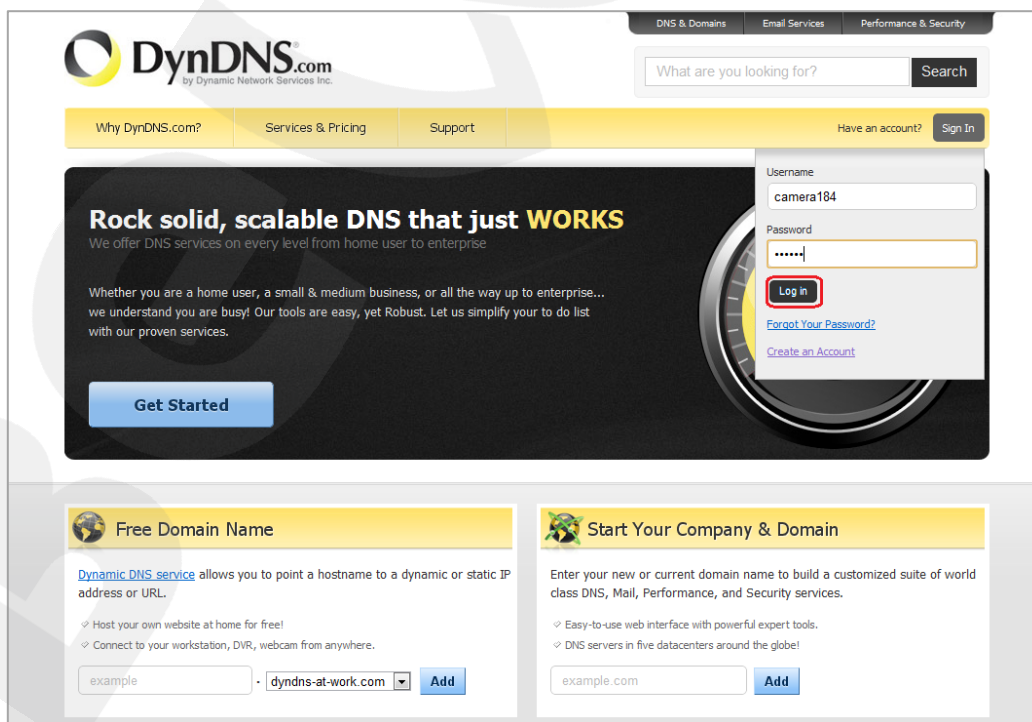 DNS & Domains Email Services Performance & Security
DynDNS.com
by Dynamic Network Services Inc.
What are you looking for? Search
Why DynDNS.com? Services & Pricing Support Have an account? Sign In
Username
camera184
Password
••••••
Log in
Forgot Your Password?
Create an Account
Rock solid, scalable DNS that just WORKS
We offer DNS services on every level from home user to enterprise
Whether you are a home user, a small & medium business, or all the way up to enterprise...
we understand you are busy! Our tools are easy, yet Robust. Let us simplify your to do list
with our proven services.
Get Started
Free Domain Name
Dynamic DNS service allows you to point a hostname to a dynamic or static IP
address or URL.
Host your own website at home for free!
Connect to your workstation, DVR, webcam from anywhere.
example . dyndns-at-work.com Add
Start Your Company & Domain
Enter your new or current domain name to build a customized suite of world
class DNS, Mail, Performance, and Security services.
Easy-to-use web interface with powerful expert tools.
DNS servers in five datacenters around the globe!
example.com Add